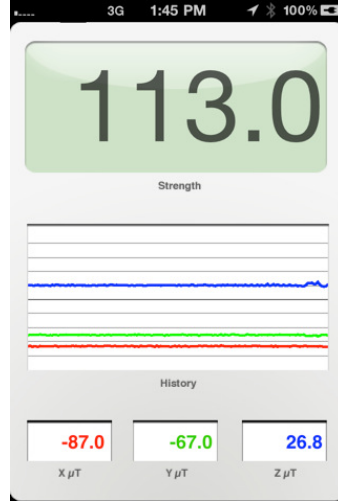 3G 1:45 PM 100%
113.0
Strength
History
-87.0 -67.0 26.8
X µT Y µT Z µT